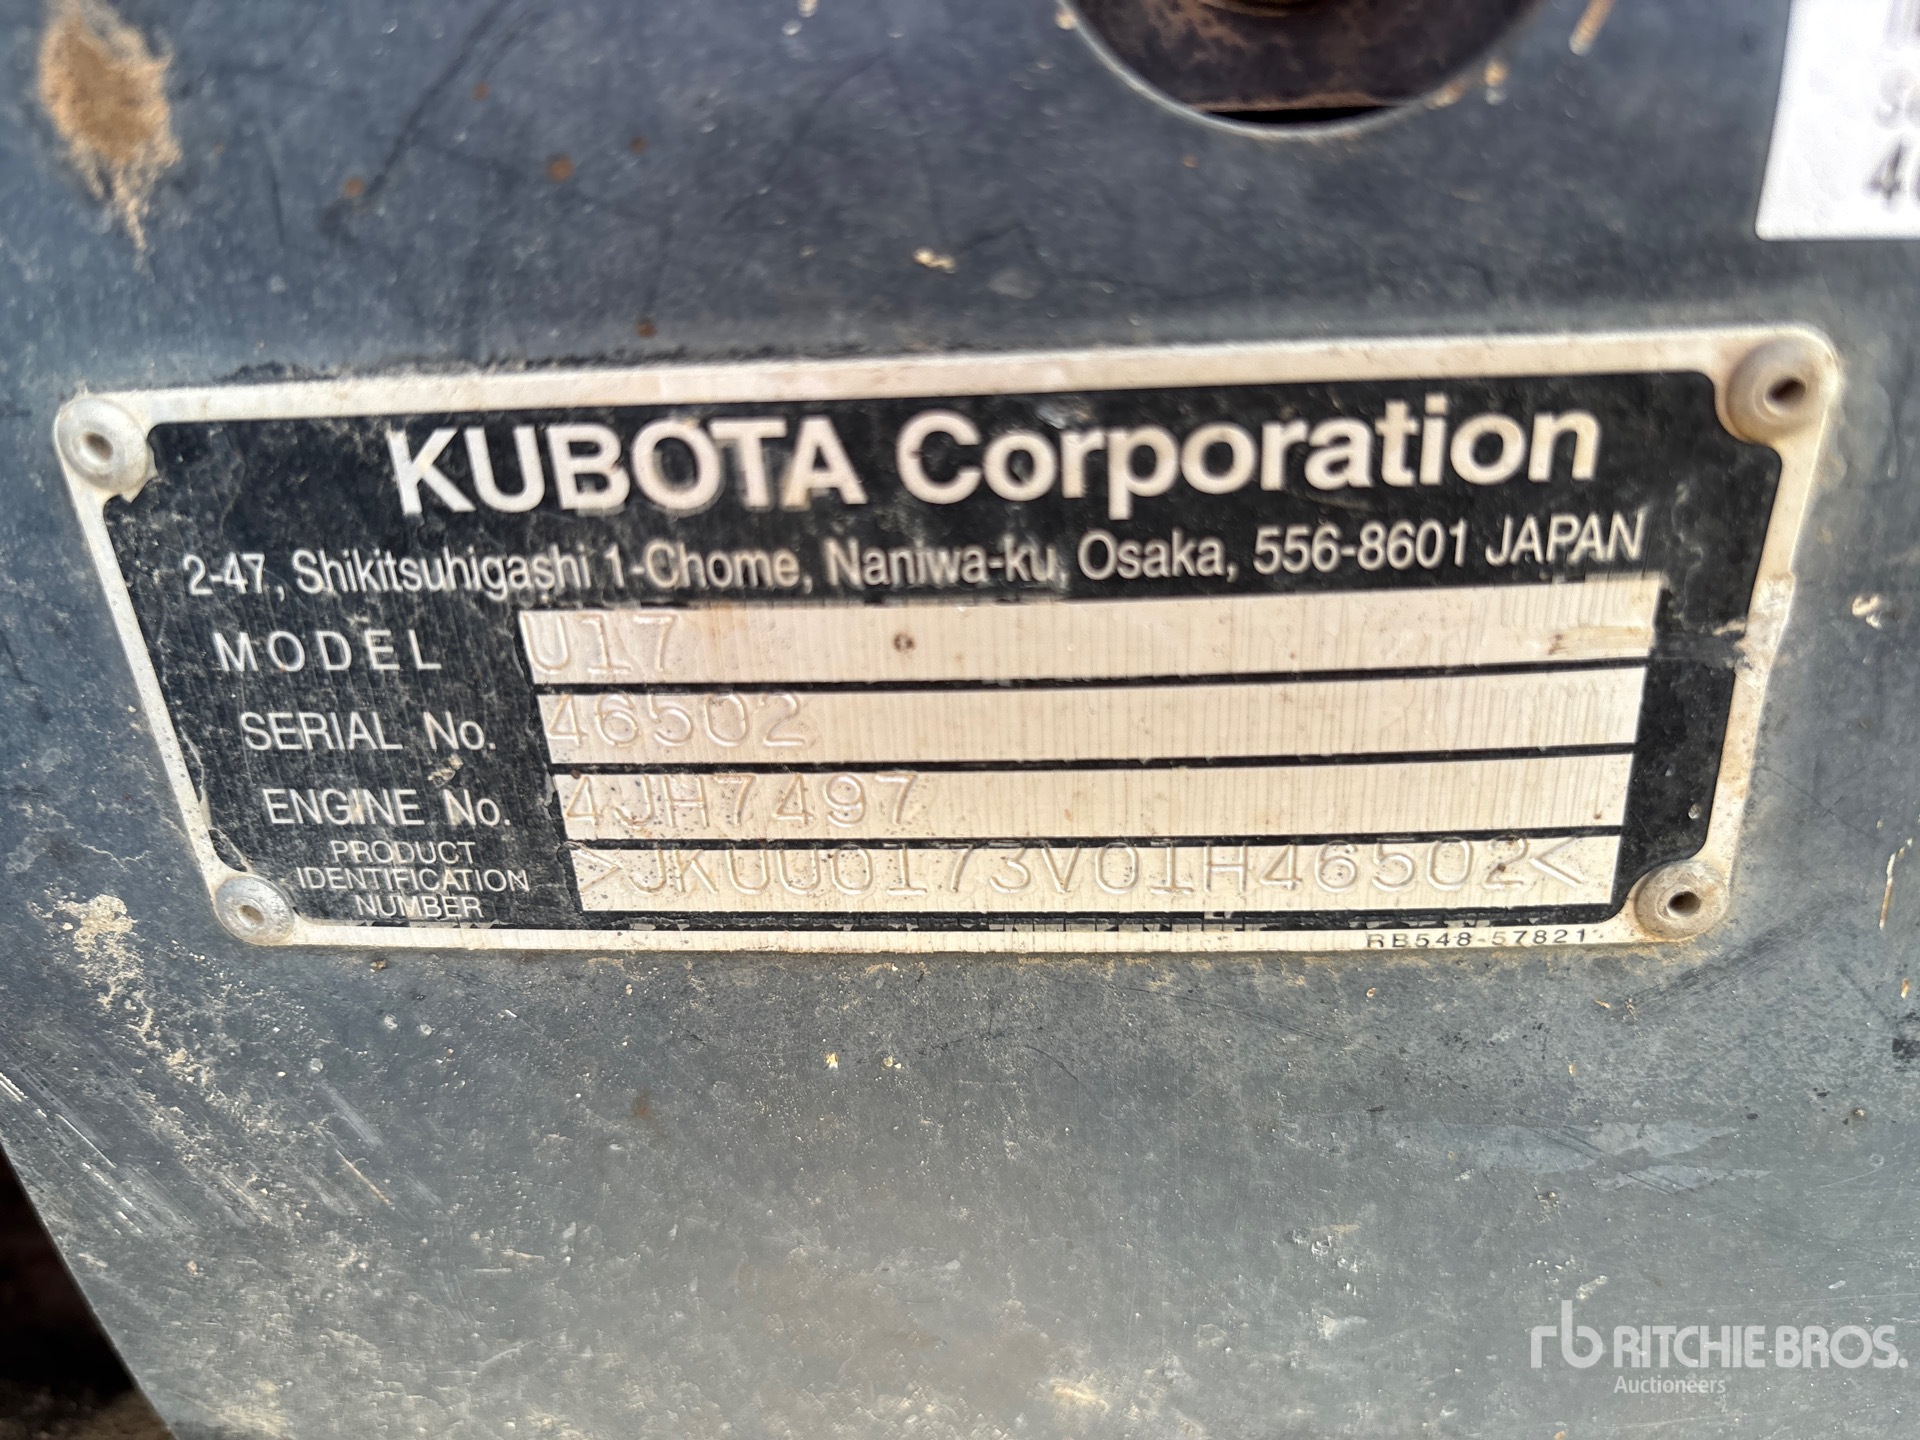 KUBOTA Corporation
2-47, Shikitsuhigashi 1-Chome, Naniwa-ku, Osaka, 556-8601 JAPAN
MODEL U17
SERIAL No. 46502
ENGINE No. 4JH7497
PRODUCT
IDENTIFICATION
NUMBER >JKUU0173V01H46502<
RB548-57821
rb RITCHIE BROS.
Auctioneers